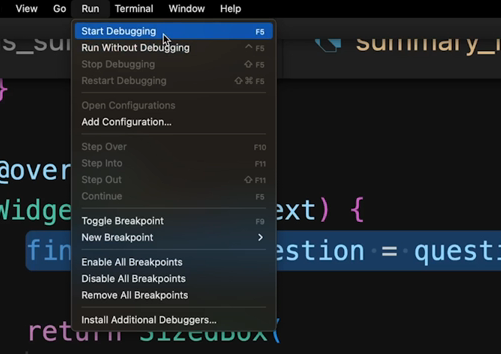 View Go Run Terminal Window Help
Start Debugging F5
Run Without Debugging ^ F5
Stop Debugging ⇧ F5
Restart Debugging ⇧ ⌘ F5
Open Configurations
Add Configuration...
Step Over F10
Step Into F11
Step Out ⇧ F11
Continue F5
Toggle Breakpoint F9
New Breakpoint >
Enable All Breakpoints
Disable All Breakpoints
Remove All Breakpoints
Install Additional Debuggers...
s_sum
summary_
}
@over
Widge ext) {
fin estion = questi
return SizedBox(